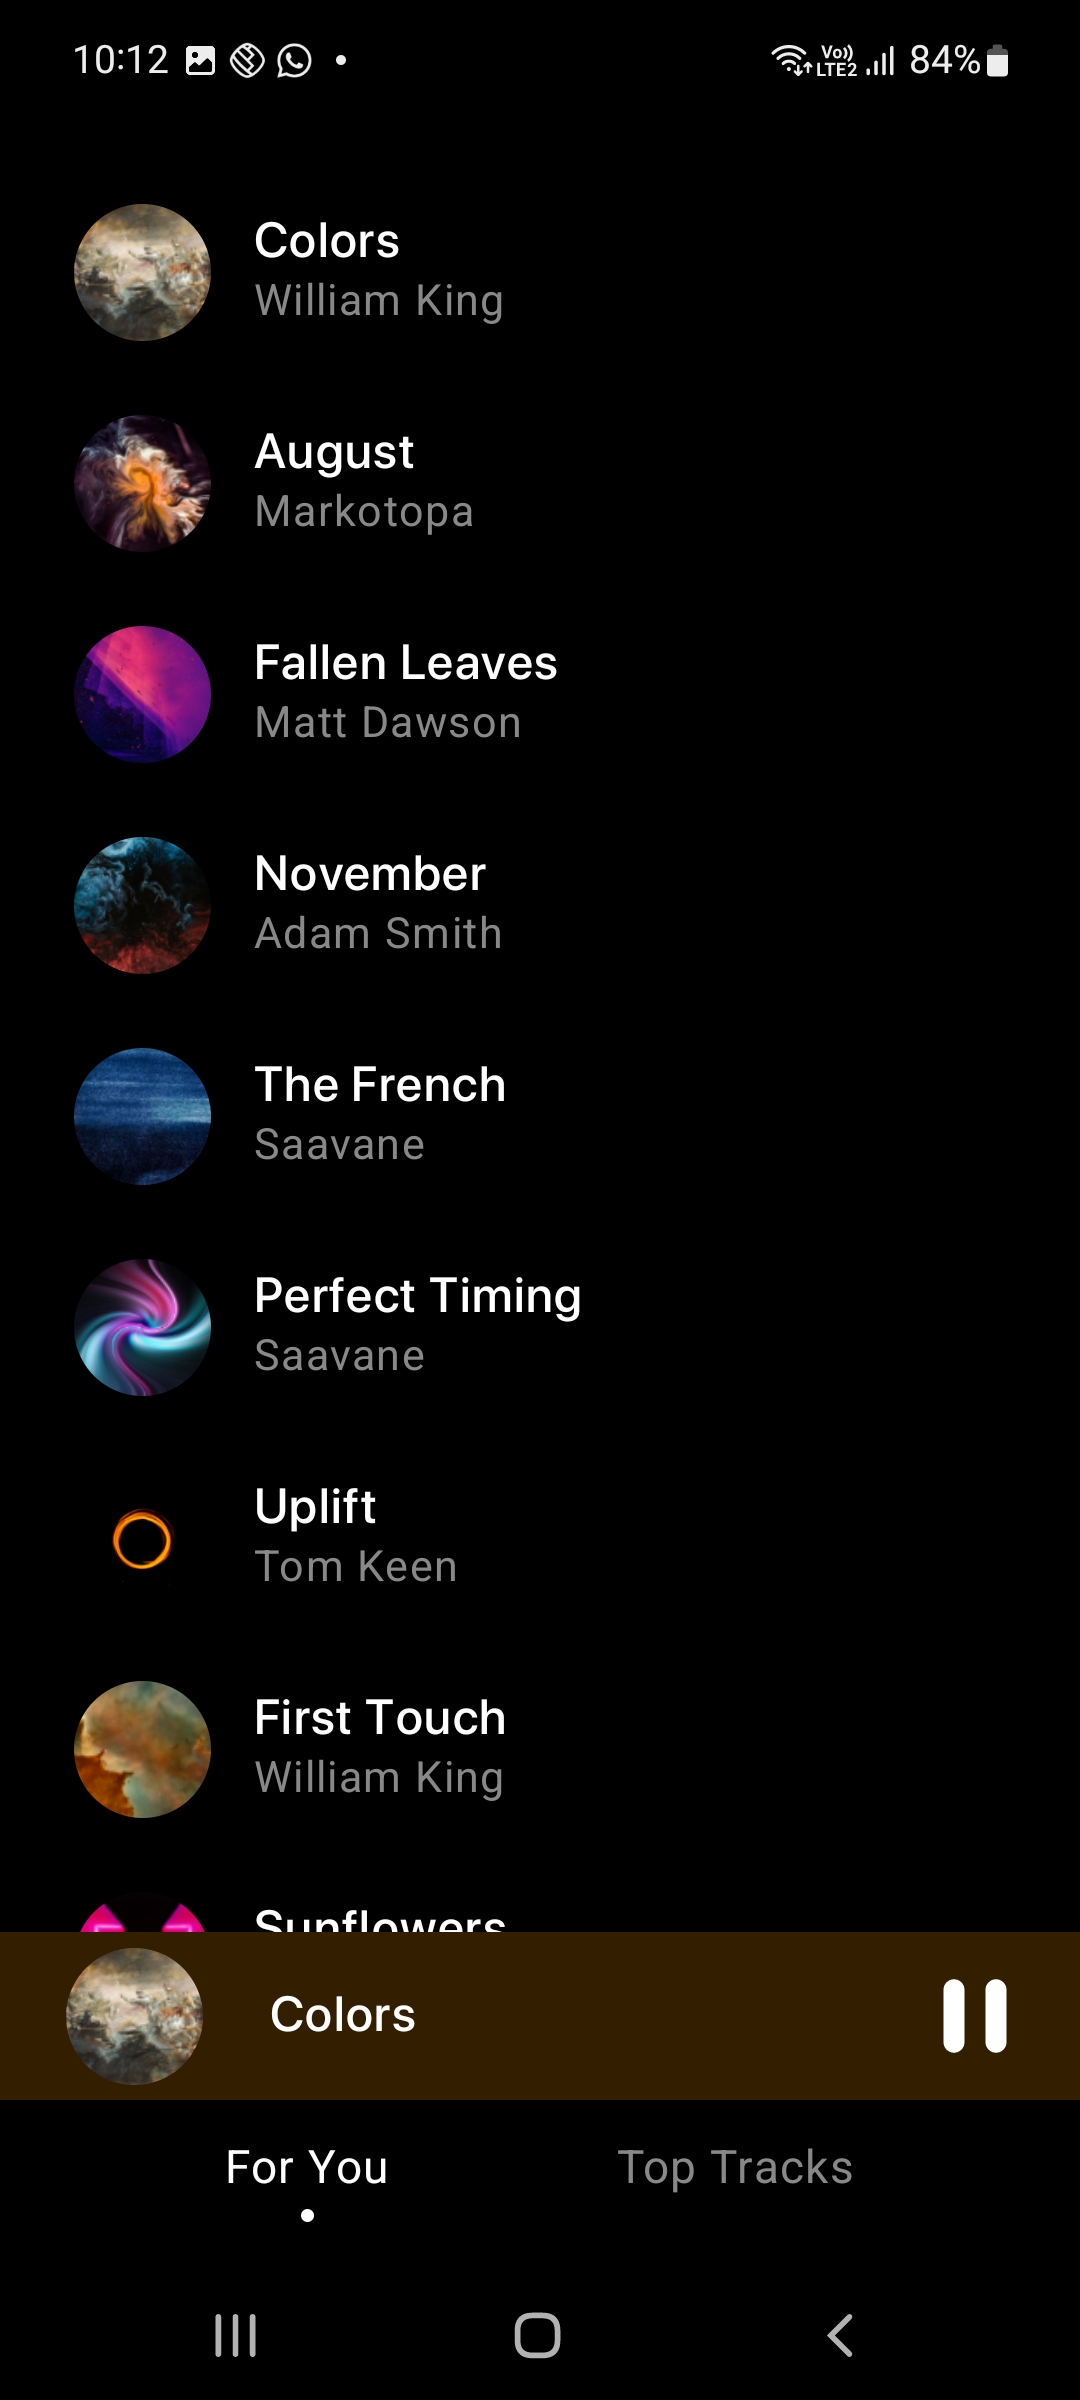 10:12
Vo)) LTE2 84%
Colors
William King
August
Markotopa
Fallen Leaves
Matt Dawson
November
Adam Smith
The French
Saavane
Perfect Timing
Saavane
Uplift
Tom Keen
First Touch
William King
Sunflowers
Colors
For You
Top Tracks